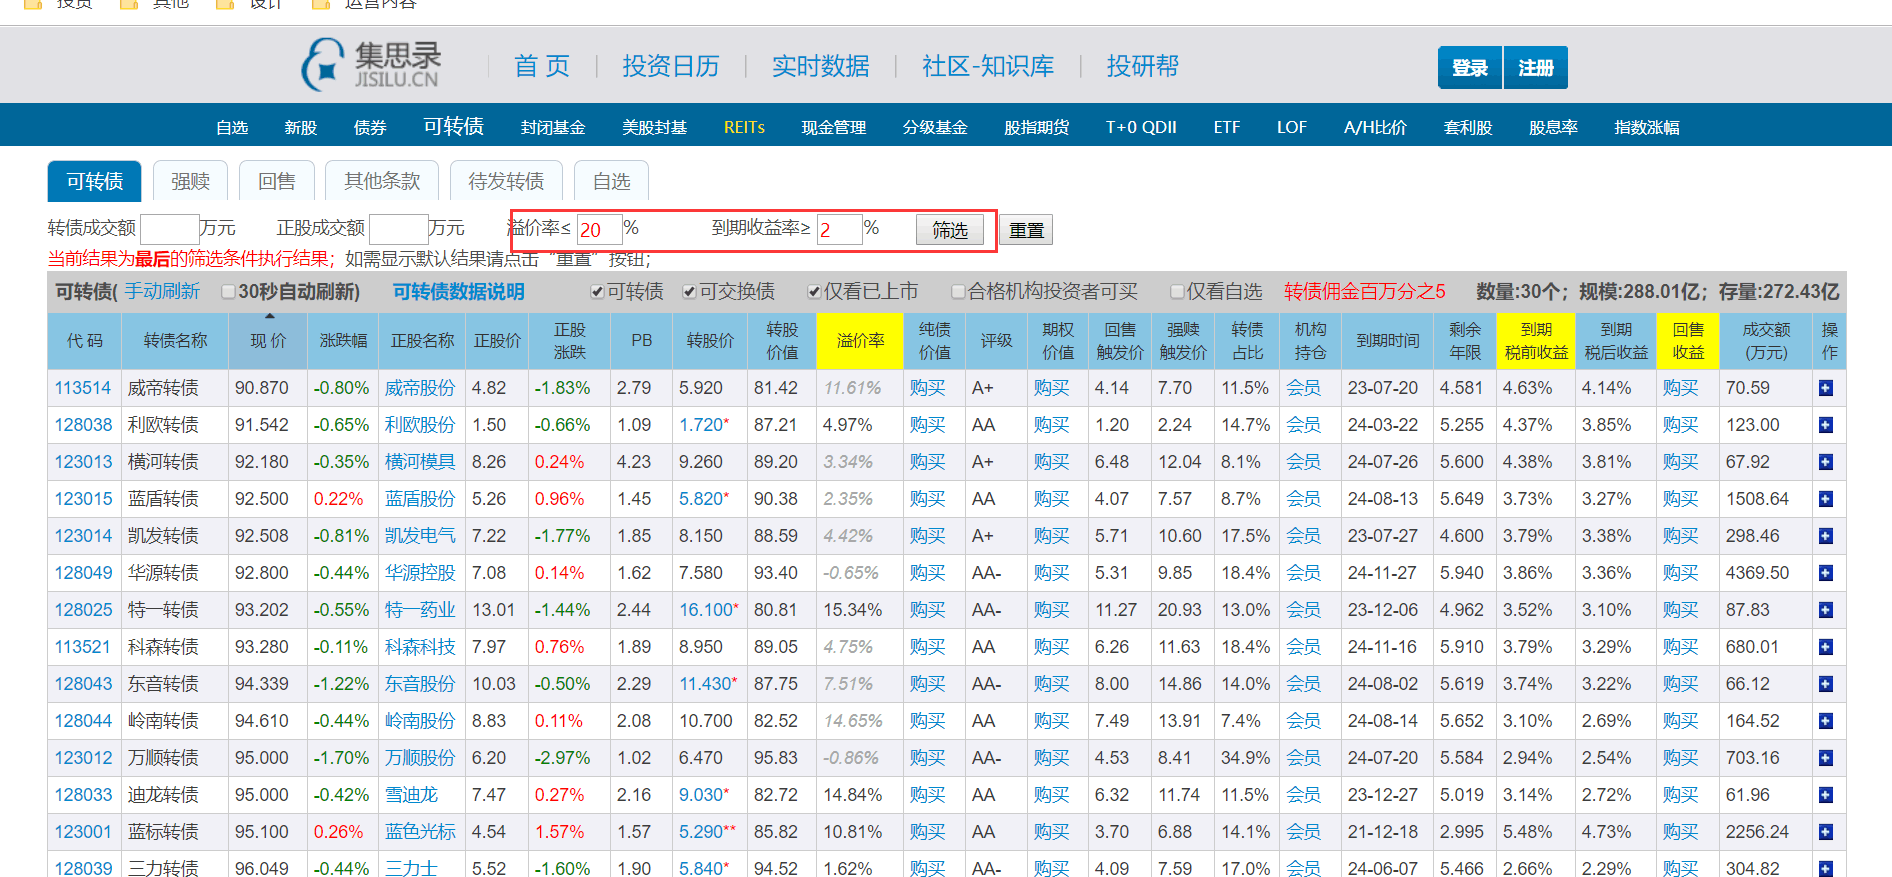 投资 其他 设计 运营内容
集思录 JISILU.CN 首 页 投资日历 实时数据 社区-知识库 投研帮 登录 注册
自选 新股 债券 可转债 封闭基金 美股封基 REITs 现金管理 分级基金 股指期货 T+0 QDII ETF LOF A/H比价 套利股 股息率 指数涨幅
可转债 强赎 回售 其他条款 待发转债 自选
转债成交额 万元 正股成交额 万元 溢价率≤ 20 % 到期收益率≥ 2 % 筛选 重置
当前结果为最后的筛选条件执行结果；如需显示默认结果请点击“重置”按钮；
可转债( 手动刷新 30秒自动刷新) 可转债数据说明 可转债 可交换债 仅看已上市 合格机构投资者可买 仅看自选 转债佣金百万分之5 数量:30个；规模:288.01亿；存量:272.43亿
代 码 转债名称 现 价 涨跌幅 正股名称 正股价 正股涨跌 PB 转股价 转股价值 溢价率 纯债价值 评级 期权价值 回售触发价 强赎触发价 转债占比 机构持仓 到期时间 剩余年限 到期税前收益 到期税后收益 回售收益 成交额(万元) 操作
113514 威帝转债 90.870 -0.80% 威帝股份 4.82 -1.83% 2.79 5.920 81.42 11.61% 购买 A+ 购买 4.14 7.70 11.5% 会员 23-07-20 4.581 4.63% 4.14% 购买 70.59
128038 利欧转债 91.542 -0.65% 利欧股份 1.50 -0.66% 1.09 1.720* 87.21 4.97% 购买 AA 购买 1.20 2.24 14.7% 会员 24-03-22 5.255 4.37% 3.85% 购买 123.00
123013 横河转债 92.180 -0.35% 横河模具 8.26 0.24% 4.23 9.260 89.20 3.34% 购买 A+ 购买 6.48 12.04 8.1% 会员 24-07-26 5.600 4.38% 3.81% 购买 67.92
123015 蓝盾转债 92.500 0.22% 蓝盾股份 5.26 0.96% 1.45 5.820* 90.38 2.35% 购买 AA 购买 4.07 7.57 8.7% 会员 24-08-13 5.649 3.73% 3.27% 购买 1508.64
123014 凯发转债 92.508 -0.81% 凯发电气 7.22 -1.77% 1.85 8.150 88.59 4.42% 购买 A+ 购买 5.71 10.60 17.5% 会员 23-07-27 4.600 3.79% 3.38% 购买 298.46
128049 华源转债 92.800 -0.44% 华源控股 7.08 0.14% 1.62 7.580 93.40 -0.65% 购买 AA- 购买 5.31 9.85 18.4% 会员 24-11-27 5.940 3.86% 3.36% 购买 4369.50
128025 特一转债 93.202 -0.55% 特一药业 13.01 -1.44% 2.44 16.100* 80.81 15.34% 购买 AA- 购买 11.27 20.93 13.0% 会员 23-12-06 4.962 3.52% 3.10% 购买 87.83
113521 科森转债 93.280 -0.11% 科森科技 7.97 0.76% 1.89 8.950 89.05 4.75% 购买 AA 购买 6.26 11.63 18.4% 会员 24-11-16 5.910 3.79% 3.29% 购买 680.01
128043 东音转债 94.339 -1.22% 东音股份 10.03 -0.50% 2.29 11.430* 87.75 7.51% 购买 AA- 购买 8.00 14.86 14.0% 会员 24-08-02 5.619 3.74% 3.22% 购买 66.12
128044 岭南转债 94.610 -0.44% 岭南股份 8.83 0.11% 2.08 10.700 82.52 14.65% 购买 AA 购买 7.49 13.91 7.4% 会员 24-08-14 5.652 3.10% 2.69% 购买 164.52
123012 万顺转债 95.000 -1.70% 万顺股份 6.20 -2.97% 1.02 6.470 95.83 -0.86% 购买 AA- 购买 4.53 8.41 34.9% 会员 24-07-20 5.584 2.94% 2.54% 购买 703.16
128033 迪龙转债 95.000 -0.42% 雪迪龙 7.47 0.27% 2.16 9.030* 82.72 14.84% 购买 AA 购买 6.32 11.74 11.5% 会员 23-12-27 5.019 3.14% 2.72% 购买 61.96
123001 蓝标转债 95.100 0.26% 蓝色光标 4.54 1.57% 1.57 5.290** 85.82 10.81% 购买 AA 购买 3.70 6.88 14.1% 会员 21-12-18 2.995 5.48% 4.73% 购买 2256.24
128039 三力转债 96.049 -0.44% 三力士 5.52 -1.60% 1.90 5.840* 94.52 1.62% 购买 AA- 购买 4.09 7.59 17.0% 会员 24-06-07 5.466 2.66% 2.29% 购买 304.82